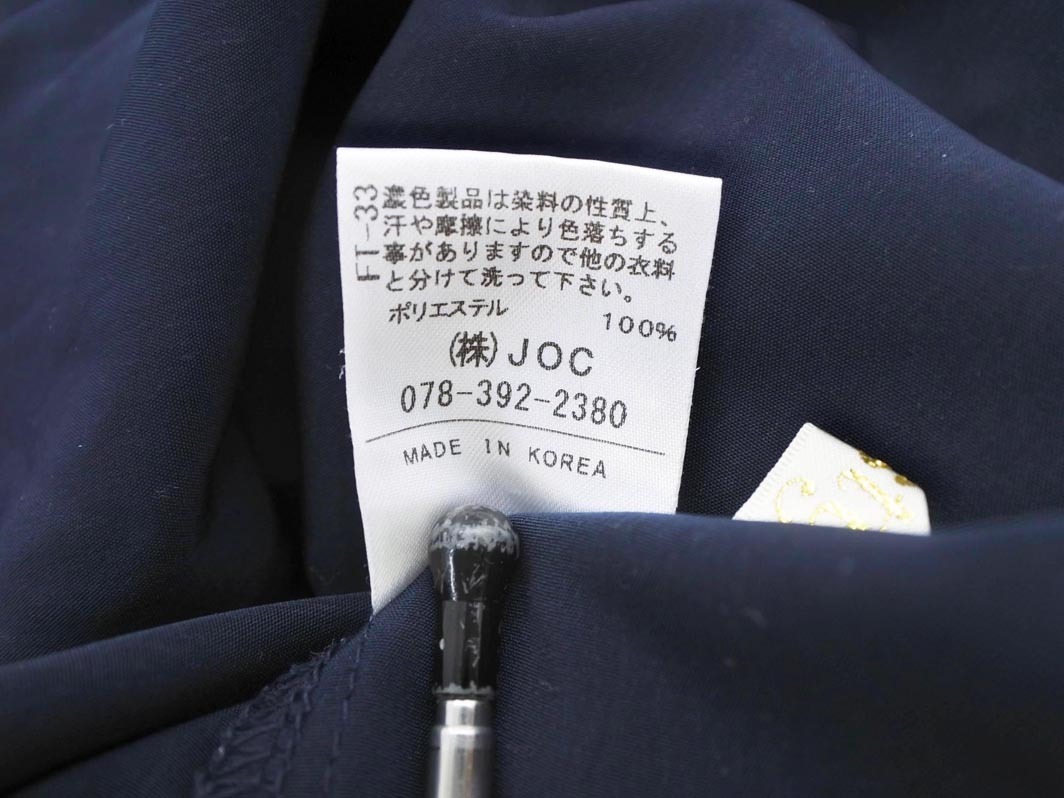 FT-33
濃色製品は染料の性質上、
汗や摩擦により色落ちする
事がありますので他の衣料
と分けて洗って下さい。
ポリエステル 100%
(株)JOC
078-392-2380
MADE IN KOREA